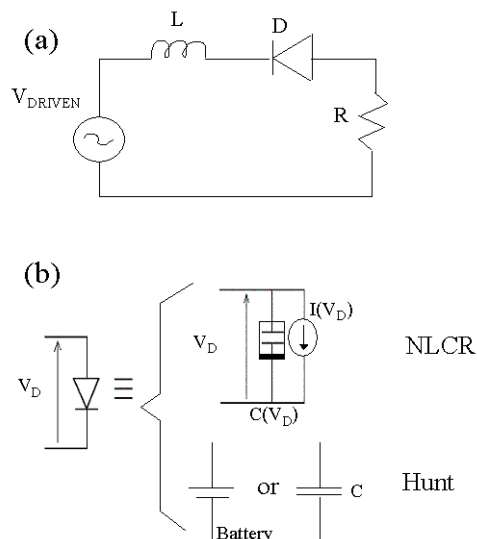 (a)
L
D
V_DRIVEN
R
(b)
I(V_D)
V_D
NLCR
V_D
C(V_D)
or
C
Hunt
Battery